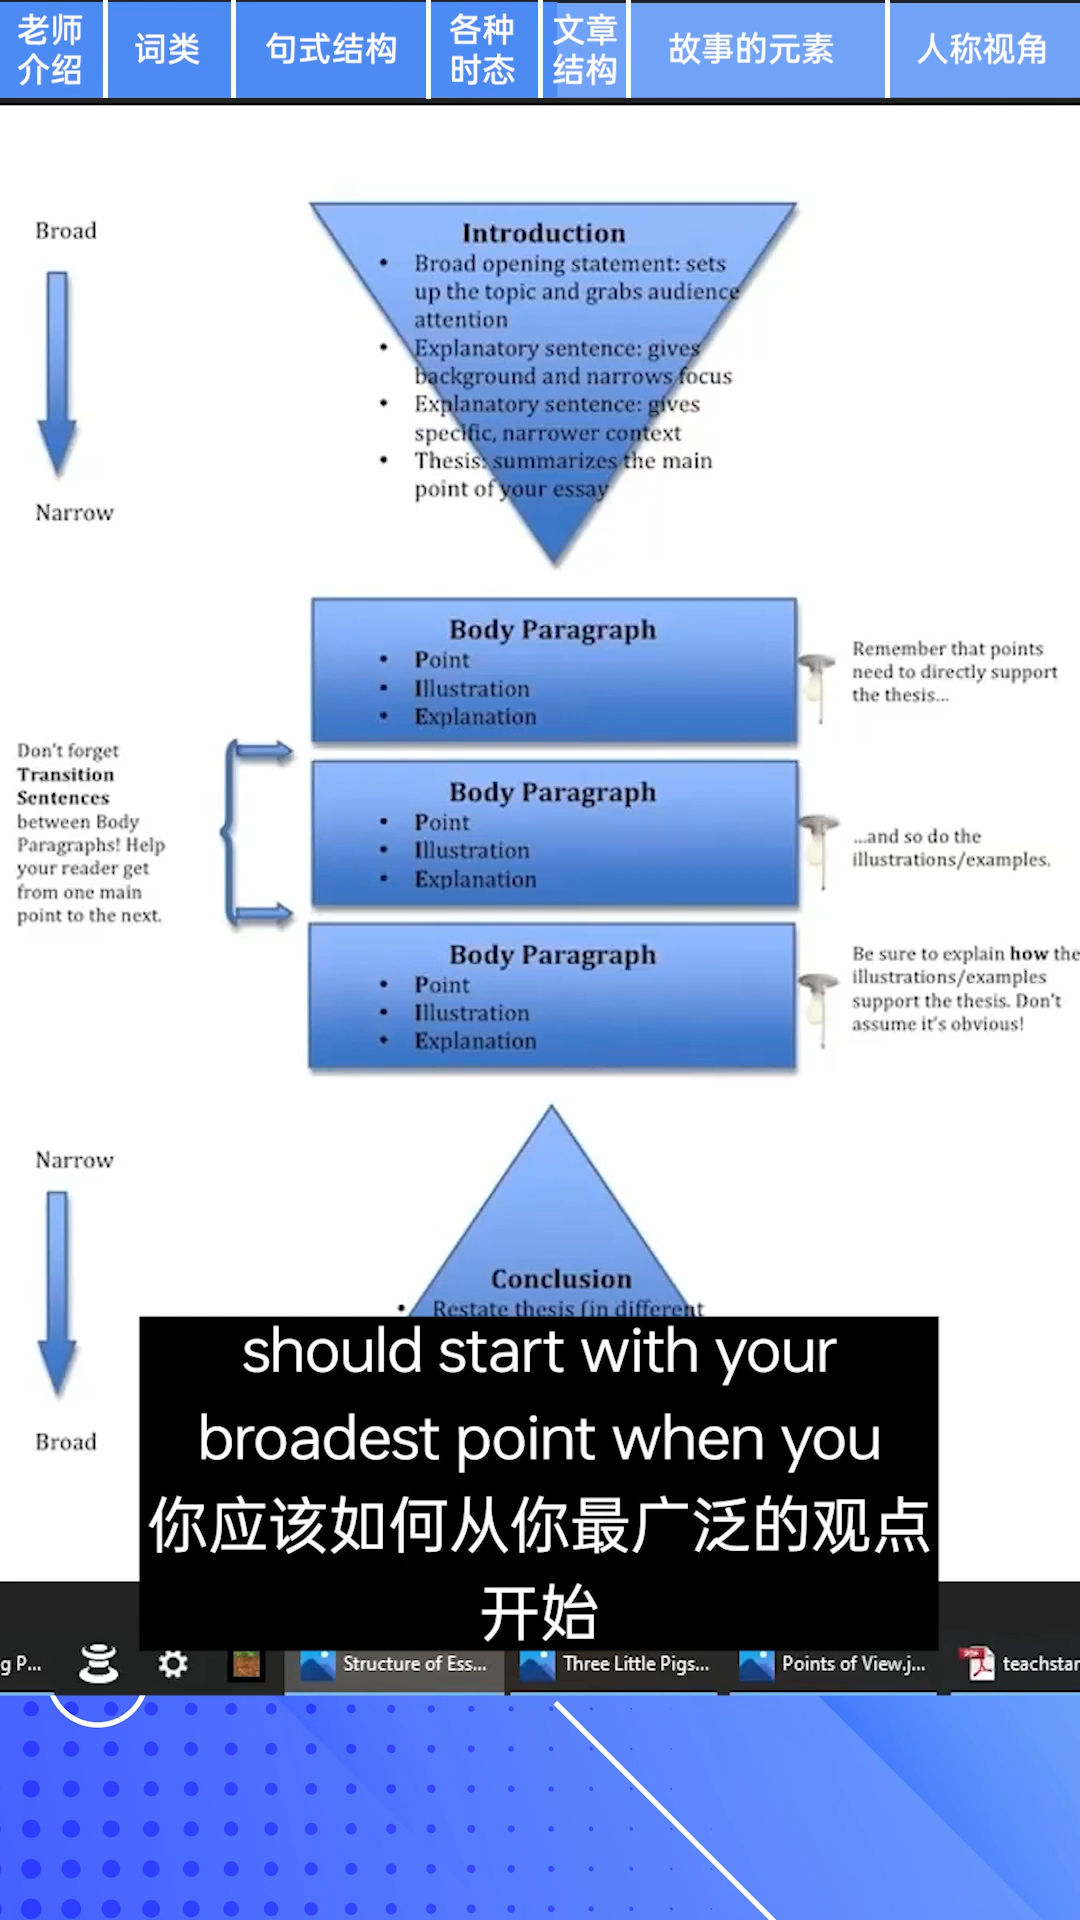 老师
介绍
词类
句式结构
各种
时态
文章
结构
故事的元素
人称视角
Broad
Narrow
Introduction
• Broad opening statement: sets
up the topic and grabs audience
attention
• Explanatory sentence: gives
background and narrows focus
• Explanatory sentence: gives
specific, narrower context
• Thesis: summarizes the main
point of your essay
Body Paragraph
• Point
• Illustration
• Explanation
Remember that points
need to directly support
the thesis...
Don't forget
Transition
Sentences
between Body
Paragraphs! Help
your reader get
from one main
point to the next.
Body Paragraph
• Point
• Illustration
• Explanation
...and so do the
illustrations/examples.
Body Paragraph
• Point
• Illustration
• Explanation
Be sure to explain how the
illustrations/examples
support the thesis. Don't
assume it's obvious!
Narrow
Broad
Conclusion
• Restate thesis (in different
should start with your
broadest point when you
你应该如何从你最广泛的观点
开始
g P...
Structure of Ess...
Three Little Pigs...
Points of View.j...
PDF
teachstar